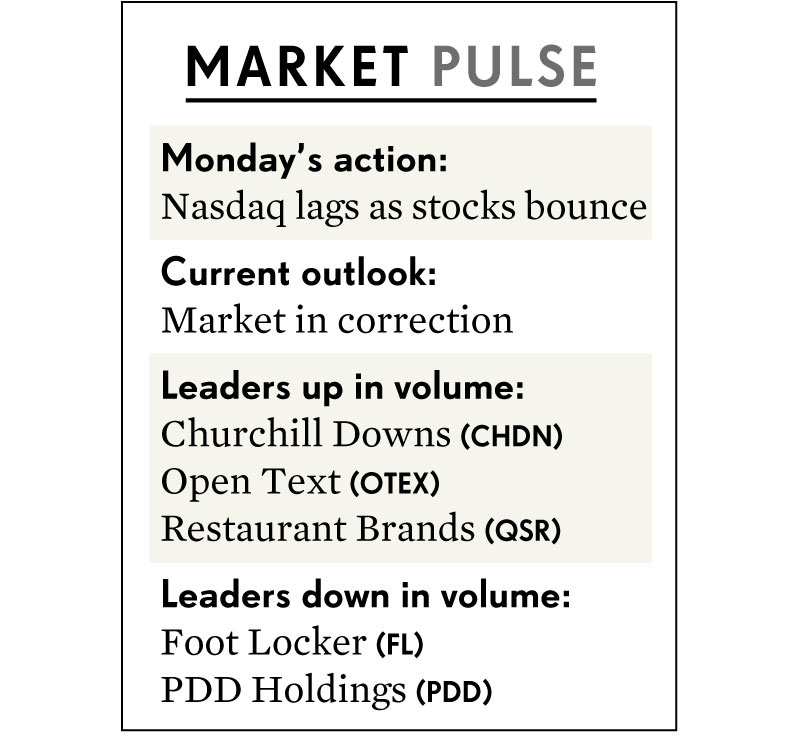 MARKET PULSE
Monday’s action:
Nasdaq lags as stocks bounce
Current outlook:
Market in correction
Leaders up in volume:
Churchill Downs (CHDN)
Open Text (OTEX)
Restaurant Brands (QSR)
Leaders down in volume:
Foot Locker (FL)
PDD Holdings (PDD)